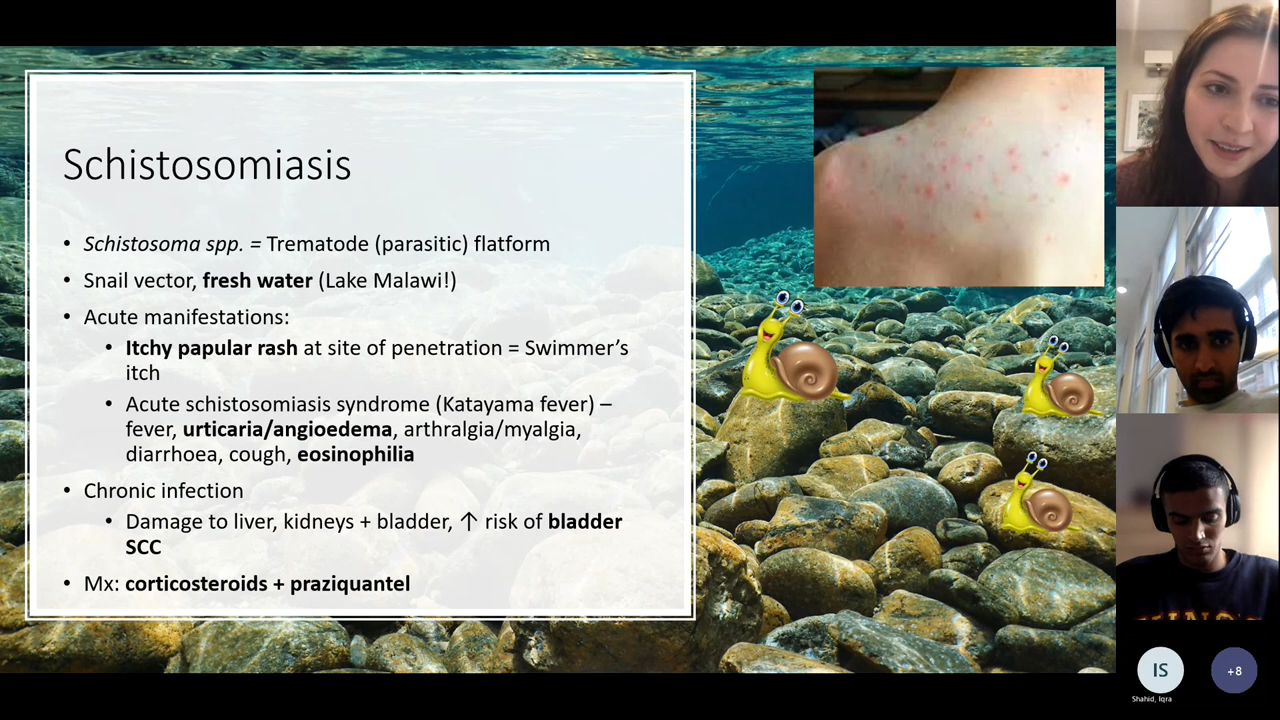 Schistosomiasis
• Schistosoma spp. = Trematode (parasitic) flatform
• Snail vector, fresh water (Lake Malawi!)
• Acute manifestations:
• Itchy papular rash at site of penetration = Swimmer's
itch
• Acute schistosomiasis syndrome (Katayama fever) –
fever, urticaria/angioedema, arthralgia/myalgia,
diarrhoea, cough, eosinophilia
• Chronic infection
• Damage to liver, kidneys + bladder, ↑ risk of bladder
SCC
• Mx: corticosteroids + praziquantel
IS
+8
Shahid, Iqra